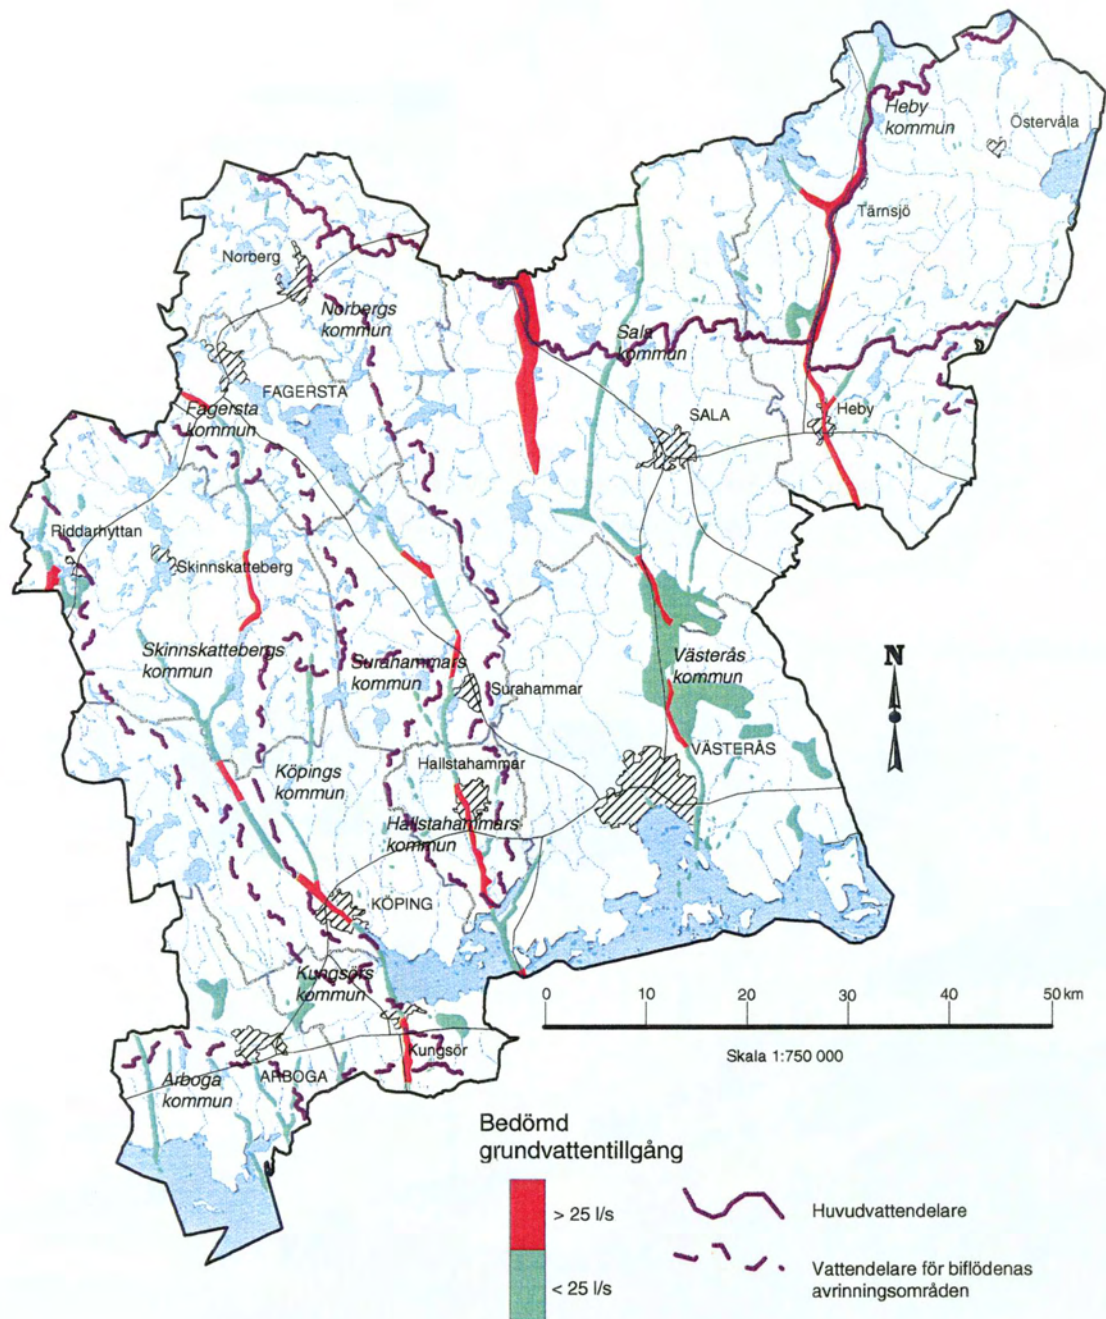 Heby
kommun
Östervåla
Tärnsjö
Norberg
Norbergs
kommun
Sala
kommun
FAGERSTA
Fagersta
kommun
SALA
Heby
Riddarhyttan
Skinnskatteberg
Skinnskattebergs
kommun
Surahammars
kommun
Surahammar
Västerås
kommun
N
VÄSTERÅS
Hallstahammar
Köpings
kommun
Hallstahammars
kommun
KÖPING
Kungsörs
kommun
Kungsör
ARBOGA
Arboga
kommun
0 10 20 30 40 50 km
Skala 1:750 000
Bedömd
grundvattentillgång
> 25 l/s
< 25 l/s
Huvudvattendelare
Vattendelare för biflödenas
avrinningsområden